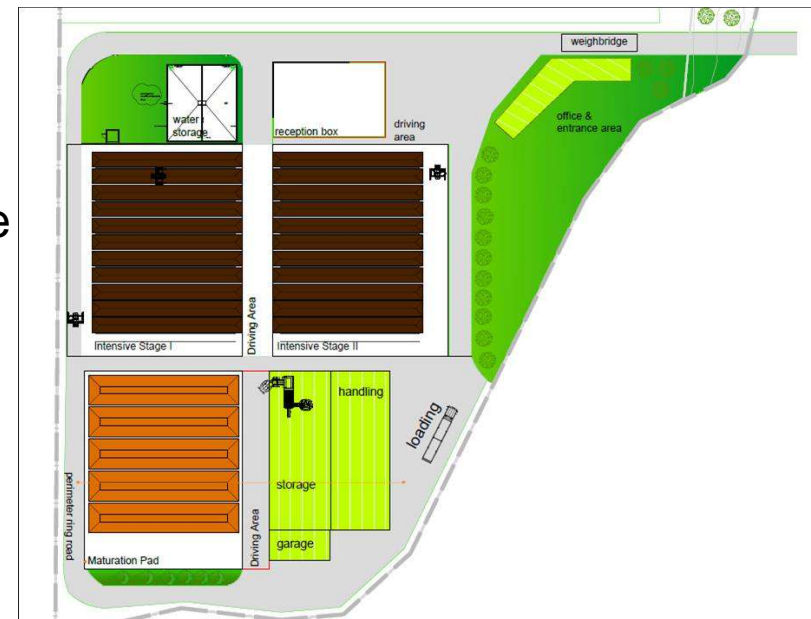 weighbridge
office &
entrance area
water
storage
reception box
driving
area
e
Intensive Stage I
Driving Area
Intensive Stage II
handling
loading
storage
perimeter ring road
Driving Area
garage
Maturation Pad